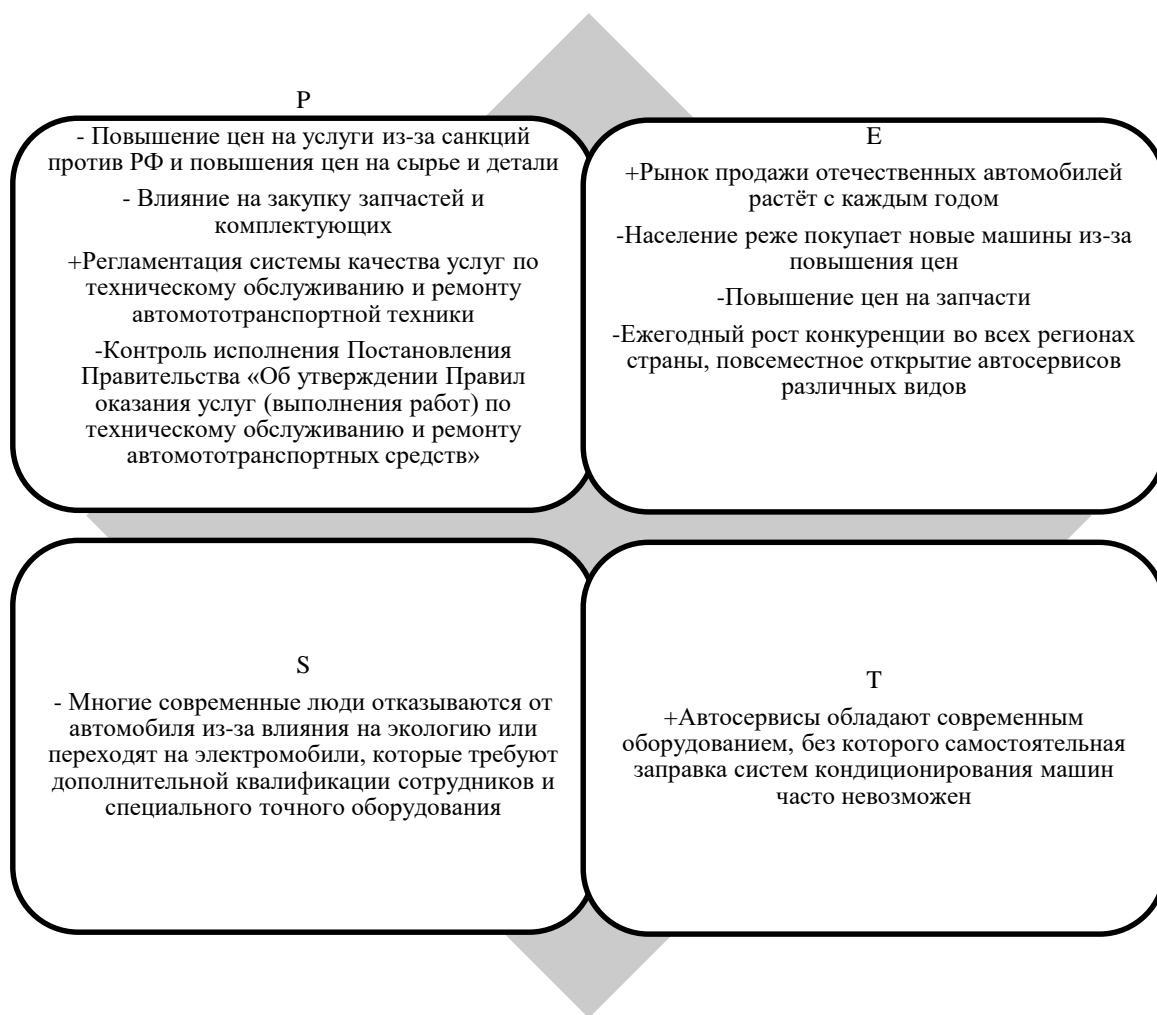 P
- Повышение цен на услуги из-за санкций
против РФ и повышения цен на сырье и детали
- Влияние на закупку запчастей и
комплектующих
+Регламентация системы качества услуг по
техническому обслуживанию и ремонту
автомототранспортной техники
-Контроль исполнения Постановления
Правительства «Об утверждении Правил
оказания услуг (выполнения работ) по
техническому обслуживанию и ремонту
автомототранспортных средств»
E
+Рынок продажи отечественных автомобилей
растёт с каждым годом
-Население реже покупает новые машины из-за
повышения цен
-Повышение цен на запчасти
-Ежегодный рост конкуренции во всех регионах
страны, повсеместное открытие автосервисов
различных видов
S
- Многие современные люди отказываются от
автомобиля из-за влияния на экологию или
переходят на электромобили, которые требуют
дополнительной квалификации сотрудников и
специального точного оборудования
T
+Автосервисы обладают современным
оборудованием, без которого самостоятельная
заправка систем кондиционирования машин
часто невозможен